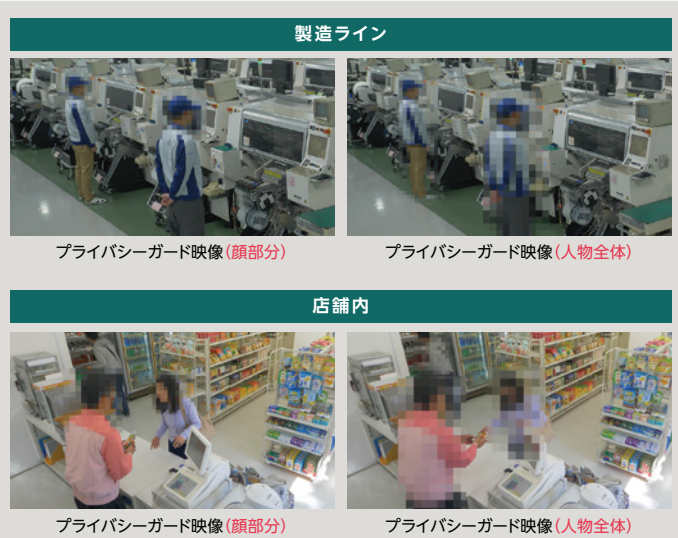 製造ライン
プライバシーガード映像(顔部分)
プライバシーガード映像(人物全体)
店舗内
プライバシーガード映像(顔部分)
プライバシーガード映像(人物全体)